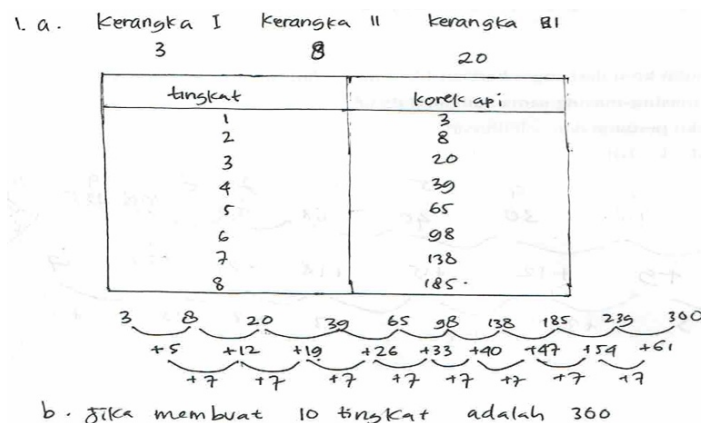 1. a. Kerangka I Kerangka II Kerangka III
3 8 20
tingkat korek api
1 3
2 8
3 20
4 39
5 65
6 98
7 138
8 185.
3 8 20 39 65 98 138 185 239 300
+5 +12 +19 +26 +33 +40 +47 +54 +61
+7 +7 +7 +7 +7 +7 +7 +7
b. Jika membuat 10 tingkat adalah 300